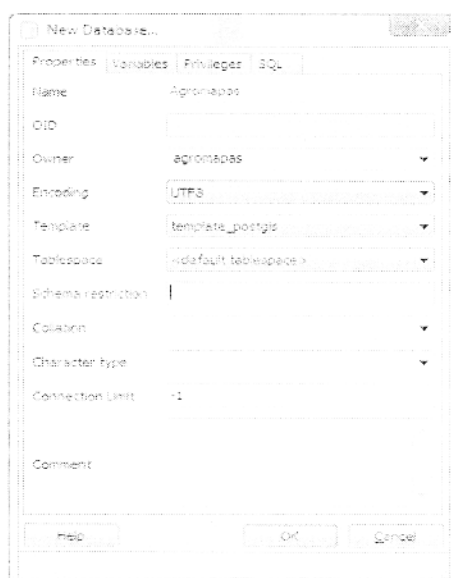 New Database...
Properties Variables Privileges SQL
Name Agromapas
OID
Owner agromapas
Encoding UTF8
Template template_postgis
Tablespace <default tablespace>
Schema restriction
Collation
Character type
Connection Limit -1
Comment
Help OK Cancel